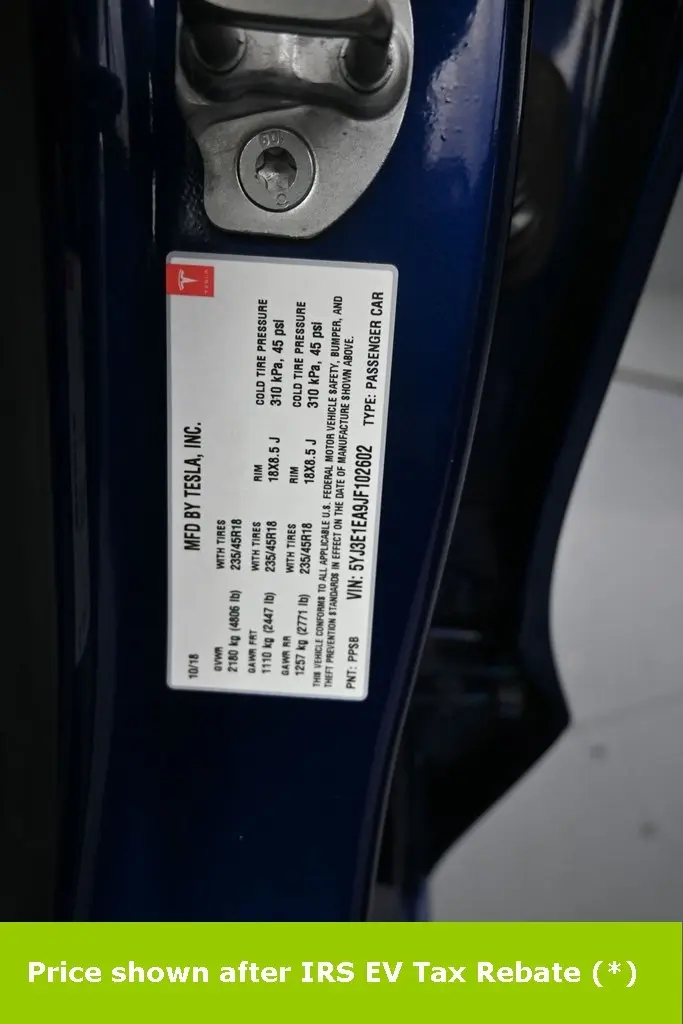 60
TESLA
MFD BY TESLA, INC.
10/18
GVWR WITH TIRES
2180 kg (4806 lb) 235/45R18
GAWR FRT WITH TIRES RIM COLD TIRE PRESSURE
1110 kg (2447 lb) 235/45R18 18X8.5 J 310 kPa, 45 psi
GAWR RR WITH TIRES RIM COLD TIRE PRESSURE
1257 kg (2771 lb) 235/45R18 18X8.5 J 310 kPa, 45 psi
THIS VEHICLE CONFORMS TO ALL APPLICABLE U.S. FEDERAL MOTOR VEHICLE SAFETY, BUMPER, AND
THEFT PREVENTION STANDARDS IN EFFECT ON THE DATE OF MANUFACTURE SHOWN ABOVE.
PNT: PPSB VIN: 5YJ3E1EA9JF102602 TYPE: PASSENGER CAR
Price shown after IRS EV Tax Rebate (*)